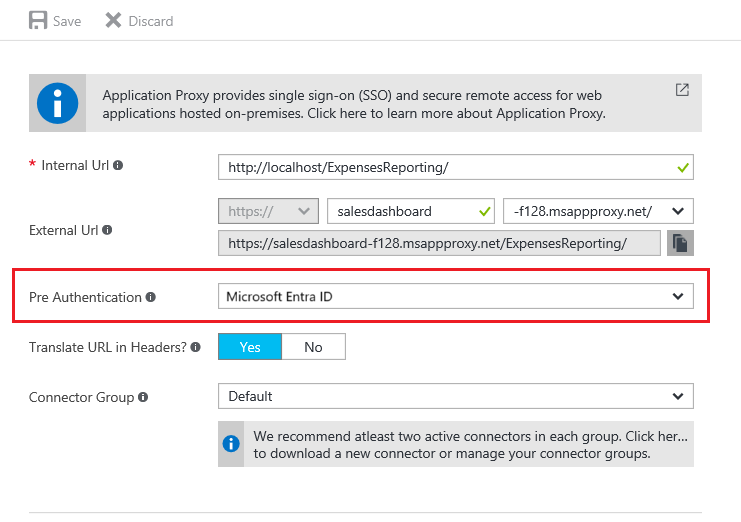 Save Discard
Application Proxy provides single sign-on (SSO) and secure remote access for web
applications hosted on-premises. Click here to learn more about Application Proxy.
* Internal Url http://localhost/ExpensesReporting/
External Url https:// salesdashboard -f128.msappproxy.net/
https://salesdashboard-f128.msappproxy.net/ExpensesReporting/
Pre Authentication Microsoft Entra ID
Translate URL in Headers? Yes No
Connector Group Default
We recommend atleast two active connectors in each group. Click her...
to download a new connector or manage your connector groups.